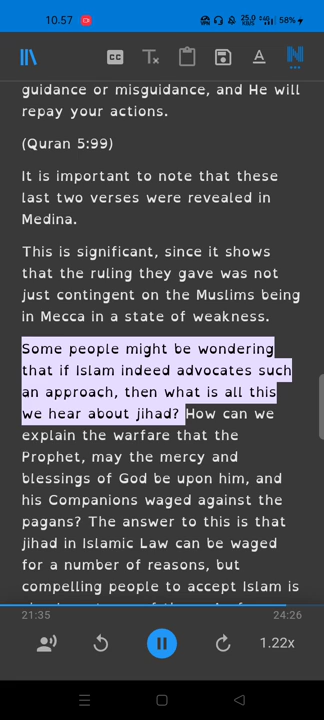 10.57
25.0
KB/S
58%
CC
guidance or misguidance, and He will
repay your actions.
(Quran 5:99)
It is important to note that these
last two verses were revealed in
Medina.
This is significant, since it shows
that the ruling they gave was not
just contingent on the Muslims being
in Mecca in a state of weakness.
Some people might be wondering
that if Islam indeed advocates such
an approach, then what is all this
we hear about jihad? How can we
explain the warfare that the
Prophet, may the mercy and
blessings of God be upon him, and
his Companions waged against the
pagans? The answer to this is that
jihad in Islamic Law can be waged
for a number of reasons, but
compelling people to accept Islam is
21:35
24:26
1.22x